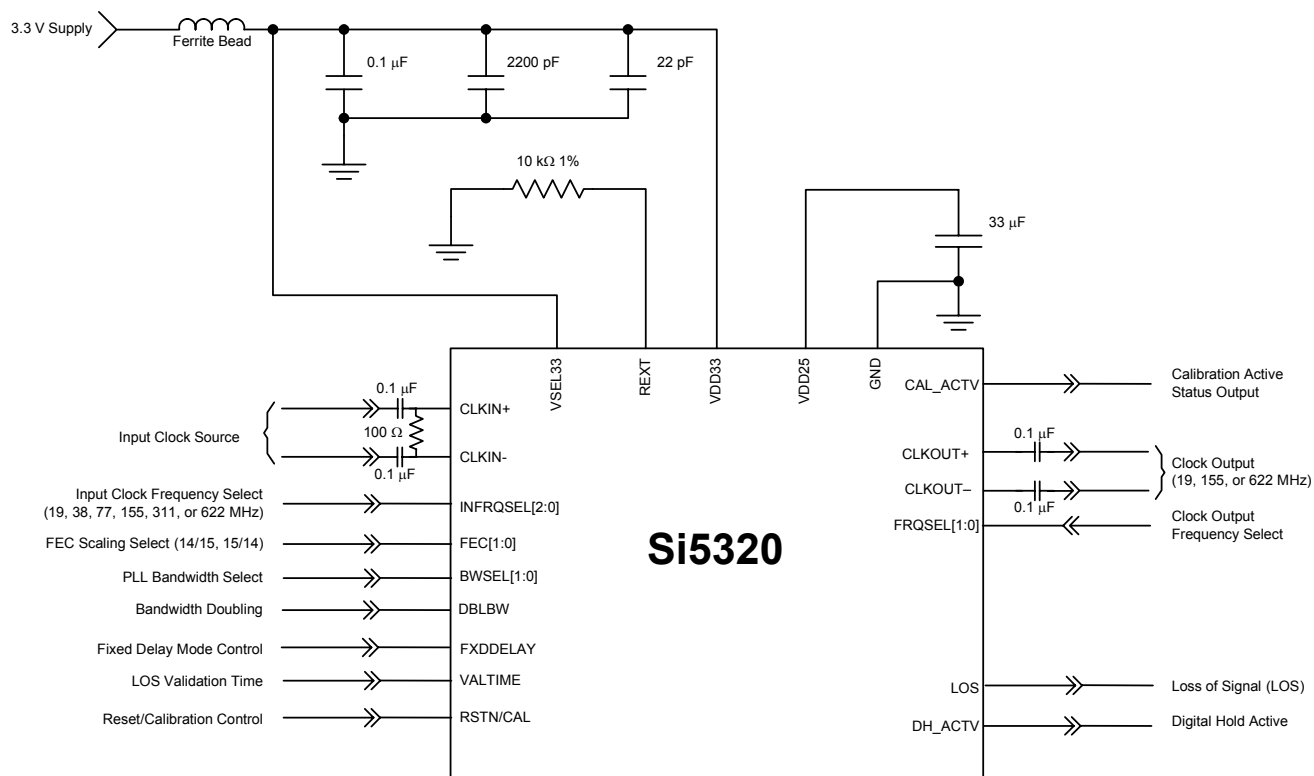 3.3 V Supply
Ferrite Bead
0.1 μF
2200 pF
22 pF
10 kΩ 1%
33 μF
VSEL33
REXT
VDD33
VDD25
GND
Input Clock Source
0.1 μF
100 Ω
0.1 μF
CLKIN+
CLKIN-
Input Clock Frequency Select
(19, 38, 77, 155, 311, or 622 MHz)
INFRQSEL[2:0]
FEC Scaling Select (14/15, 15/14)
FEC[1:0]
PLL Bandwidth Select
BWSEL[1:0]
Bandwidth Doubling
DBLBW
Fixed Delay Mode Control
FXDDELAY
LOS Validation Time
VALTIME
Reset/Calibration Control
RSTN/CAL
Si5320
CAL_ACTV
Calibration Active
Status Output
CLKOUT+
0.1 μF
CLKOUT–
0.1 μF
Clock Output
(19, 155, or 622 MHz)
FRQSEL[1:0]
Clock Output
Frequency Select
LOS
Loss of Signal (LOS)
DH_ACTV
Digital Hold Active